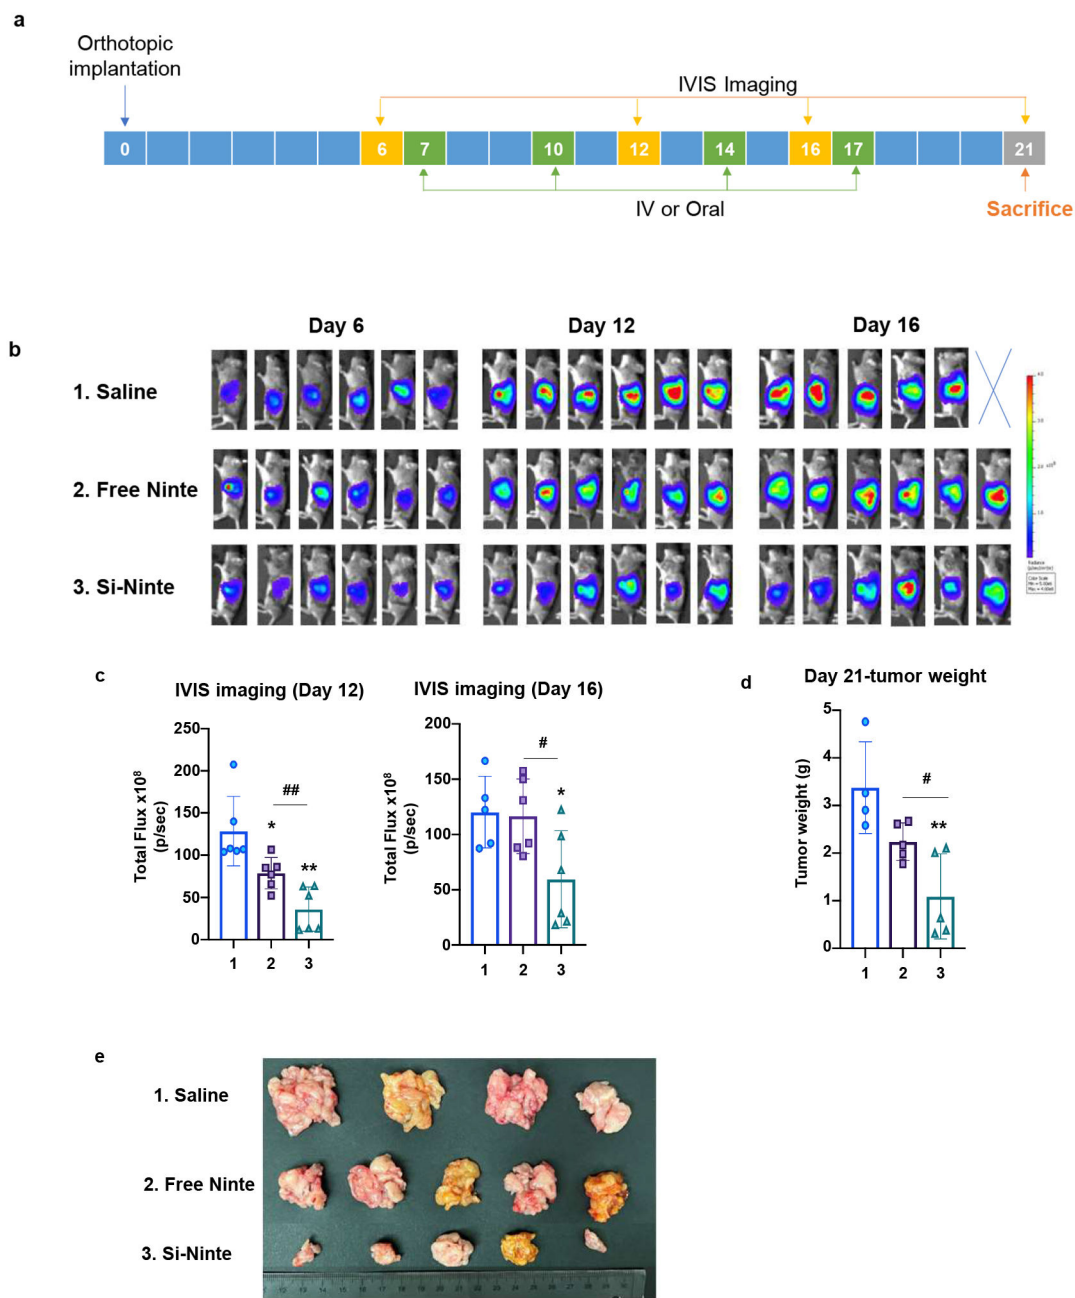 a
Orthotopic
implantation
IVIS Imaging
0 6 7 10 12 14 16 17 21
IV or Oral
Sacrifice
b
Day 6 Day 12 Day 16
1. Saline
2. Free Ninte
3. Si-Ninte
c
IVIS imaging (Day 12)
Total Flux x10⁸
(p/sec)
250
200
150
100
50
0
##
*
**
1 2 3
IVIS imaging (Day 16)
Total Flux x10⁸
(p/sec)
200
150
100
50
0
#
*
1 2 3
d
Day 21-tumor weight
Tumor weight (g)
5
4
3
2
1
0
#
**
1 2 3
e
1. Saline
2. Free Ninte
3. Si-Ninte